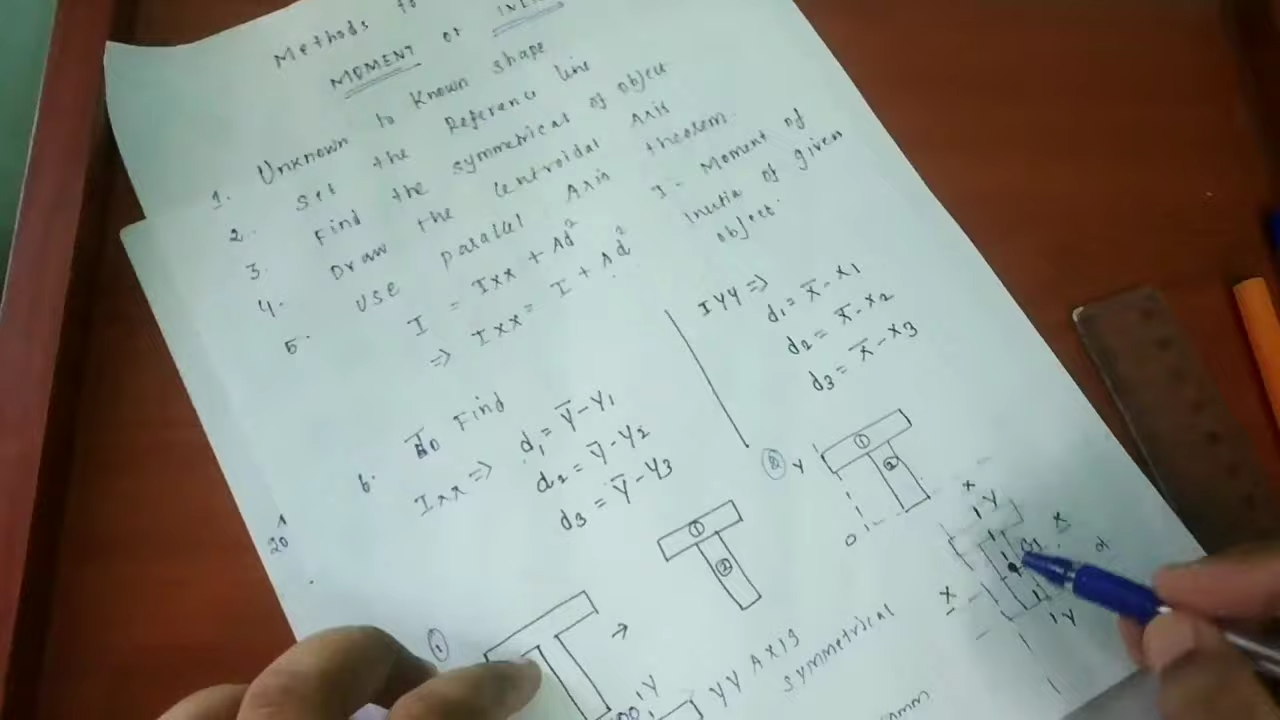 Methods to
MOMENT OF
1. Unknown to Known shape
2. Set the Reference line
3. Find the symmetrical of object
4. Draw the Centroidal Axis
5. Use parallel Axis theorem.
I = Ixx + Ad²
⇒ Ixx = I + Ad²
I - Moment of
Inertia of given
object.
6. To Find
Ixx ⇒ d1 = Y̅ - Y1
d2 = Y̅ - Y2
d3 = Y̅ - Y3
IYY ⇒
d1 = X̅ - X1
d2 = X̅ - X2
d3 = X̅ - X3
20
①
→
①
②
②
Y
①
②
O
X
Y
X
X
Y
d
Y
YY AXIS
symmetrical